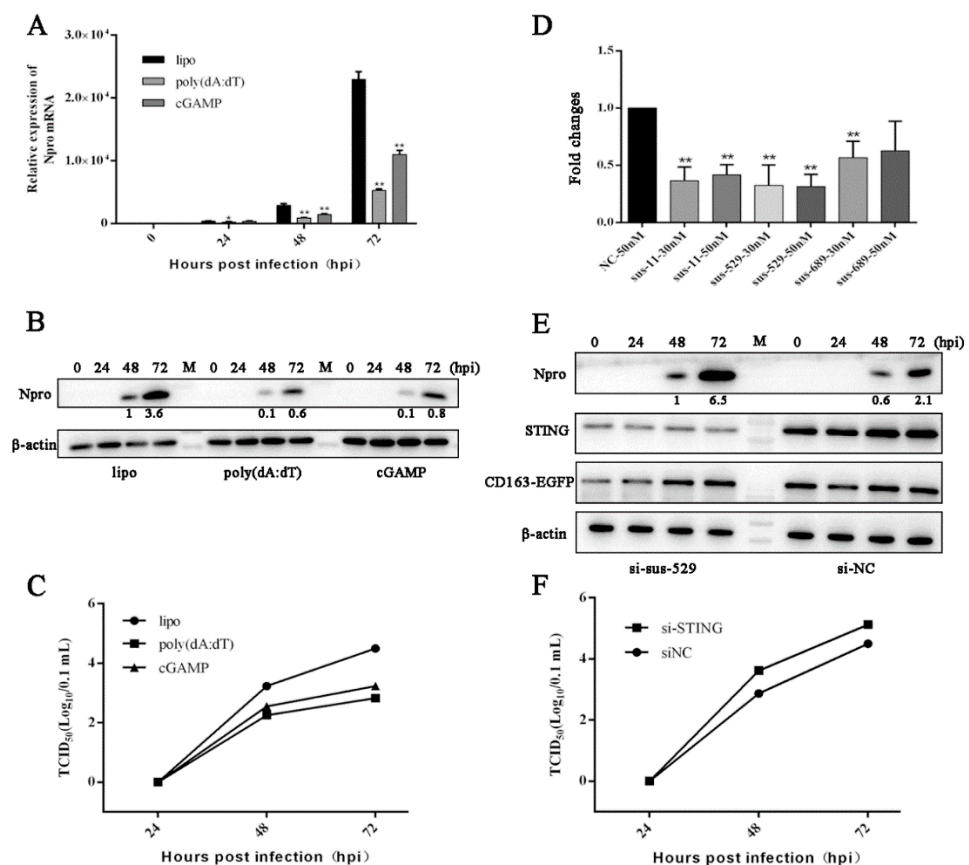 A
Relative expression of
Npro mRNA
3.0×10⁻⁴
2.0×10⁻⁴
1.0×10⁻⁴
0
lipo
poly(dA:dT)
cGAMP
*
** **
** **
0 24 48 72
Hours post infection (hpi)
B
0 24 48 72 M 0 24 48 72 M 0 24 48 72 (hpi)
Npro
1 3.6 0.1 0.6 0.1 0.8
β-actin
lipo poly(dA:dT) cGAMP
C
TCID₅₀(Log₁₀/0.1 mL)
6
4
2
0
lipo
poly(dA:dT)
cGAMP
24 48 72
Hours post infection (hpi)
D
Fold changes
1.5
1.0
0.5
0.0
** ** ** ** **
NC-50nM
sus-11-30nM
sus-11-50nM
sus-529-30nM
sus-529-50nM
sus-689-30nM
sus-689-50nM
E
0 24 48 72 M 0 24 48 72 (hpi)
Npro
1 6.5 0.6 2.1
STING
CD163-EGFP
β-actin
si-sus-529 si-NC
F
TCID₅₀(Log₁₀/0.1 mL)
6
4
2
0
si-STING
siNC
24 48 72
Hours post infection (hpi)